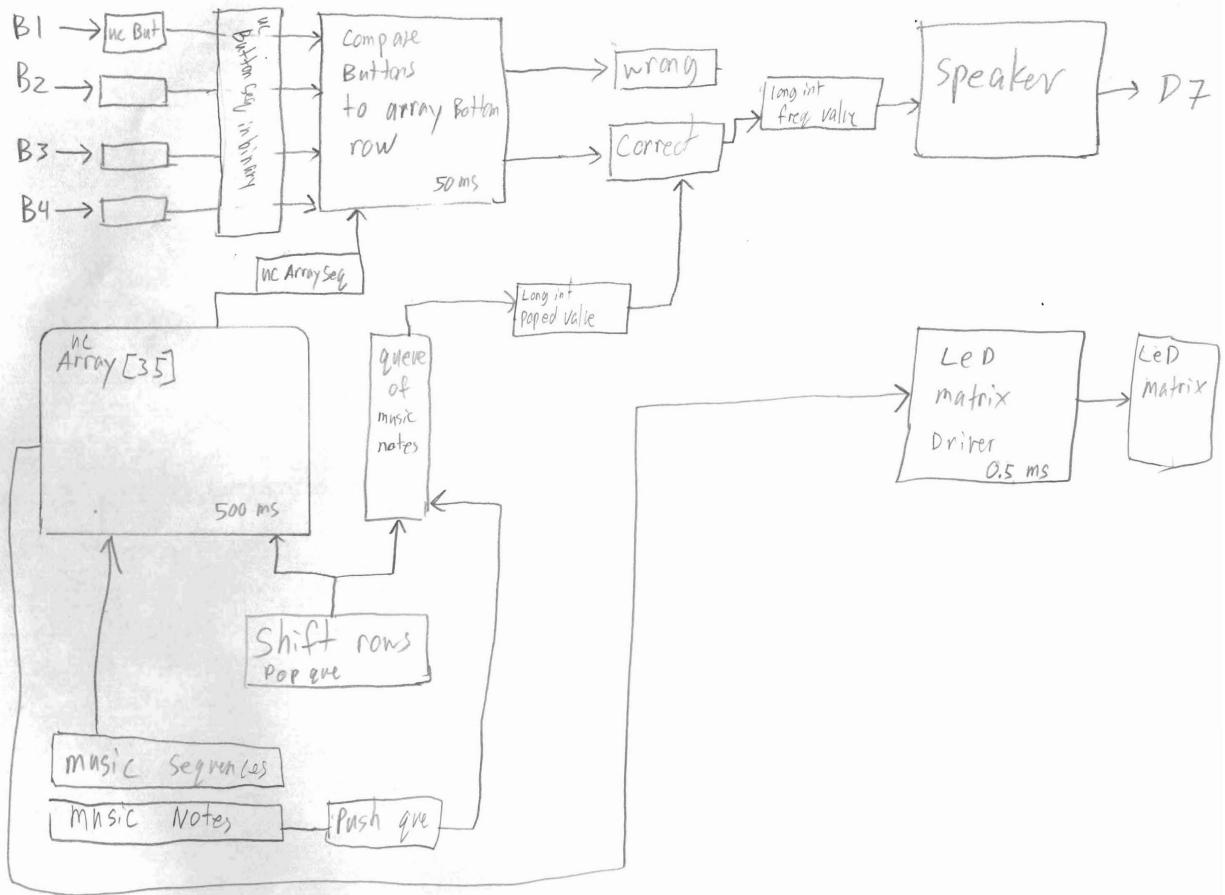 B1
uc But
B2
B3
B4
uc
Button Seq in binary
Compare
Buttons
to array Bottom
row
50 ms
wrong
Correct
Long int
freq value
Speaker
D7
uc Array Seq
Long int
poped value
uc
Array [35]
500 ms
queue
of
music
notes
LeD
matrix
Driver
0.5 ms
LeD
matrix
Shift rows
Pop que
music Sequences
music Notes
Push que